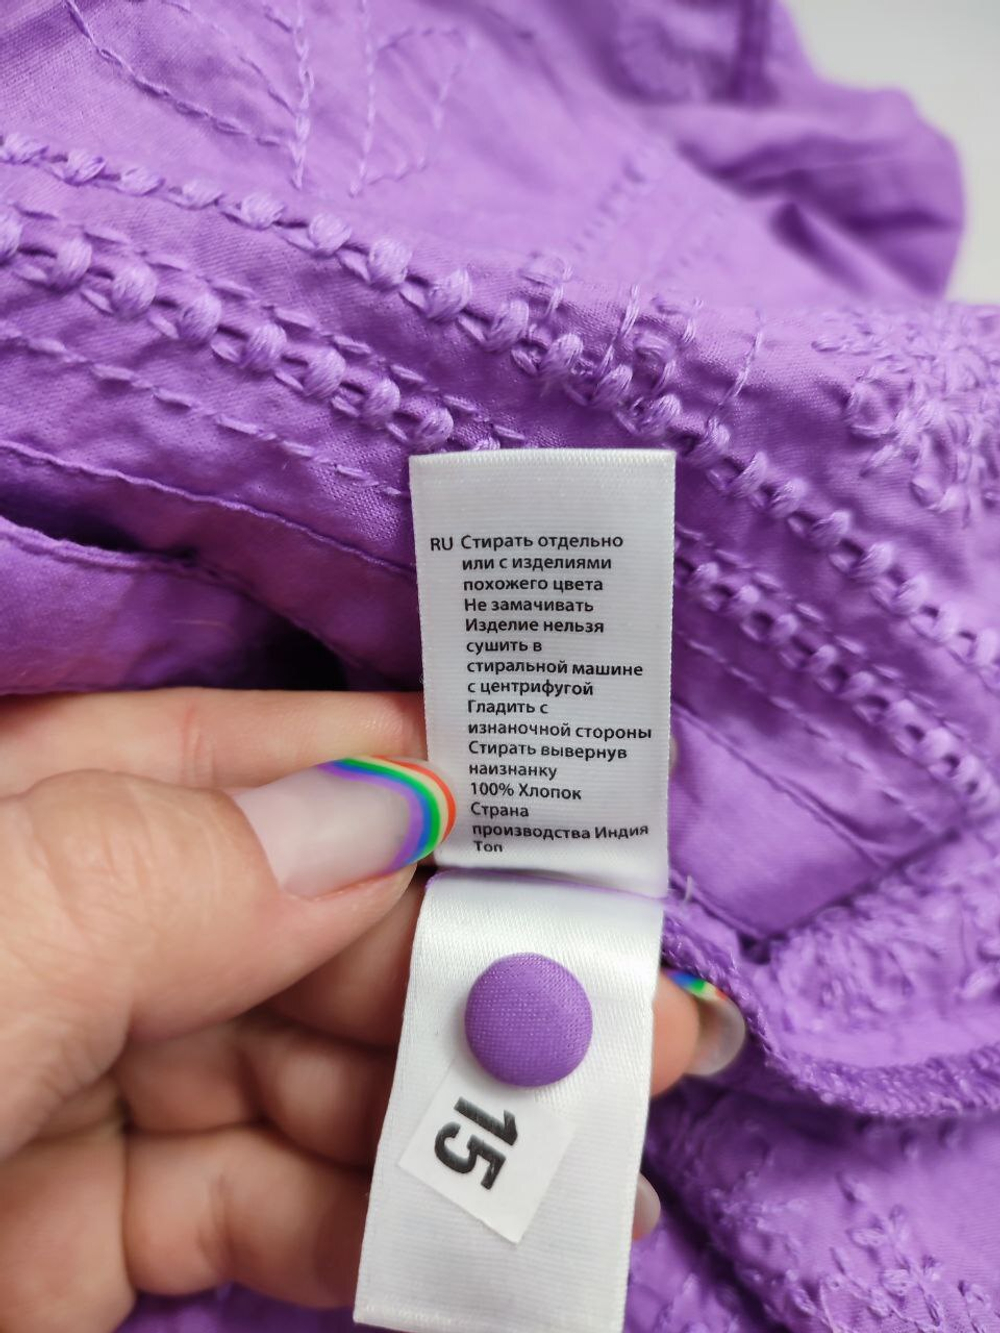 RU Стирать отдельно
или с изделиями
похожего цвета
Не замачивать
Изделие нельзя
сушить в
стиральной машине
с центрифугой
Гладить с
изнаночной стороны
Стирать вывернув
наизнанку
100% Хлопок
Страна
производства Индия
Топ
15